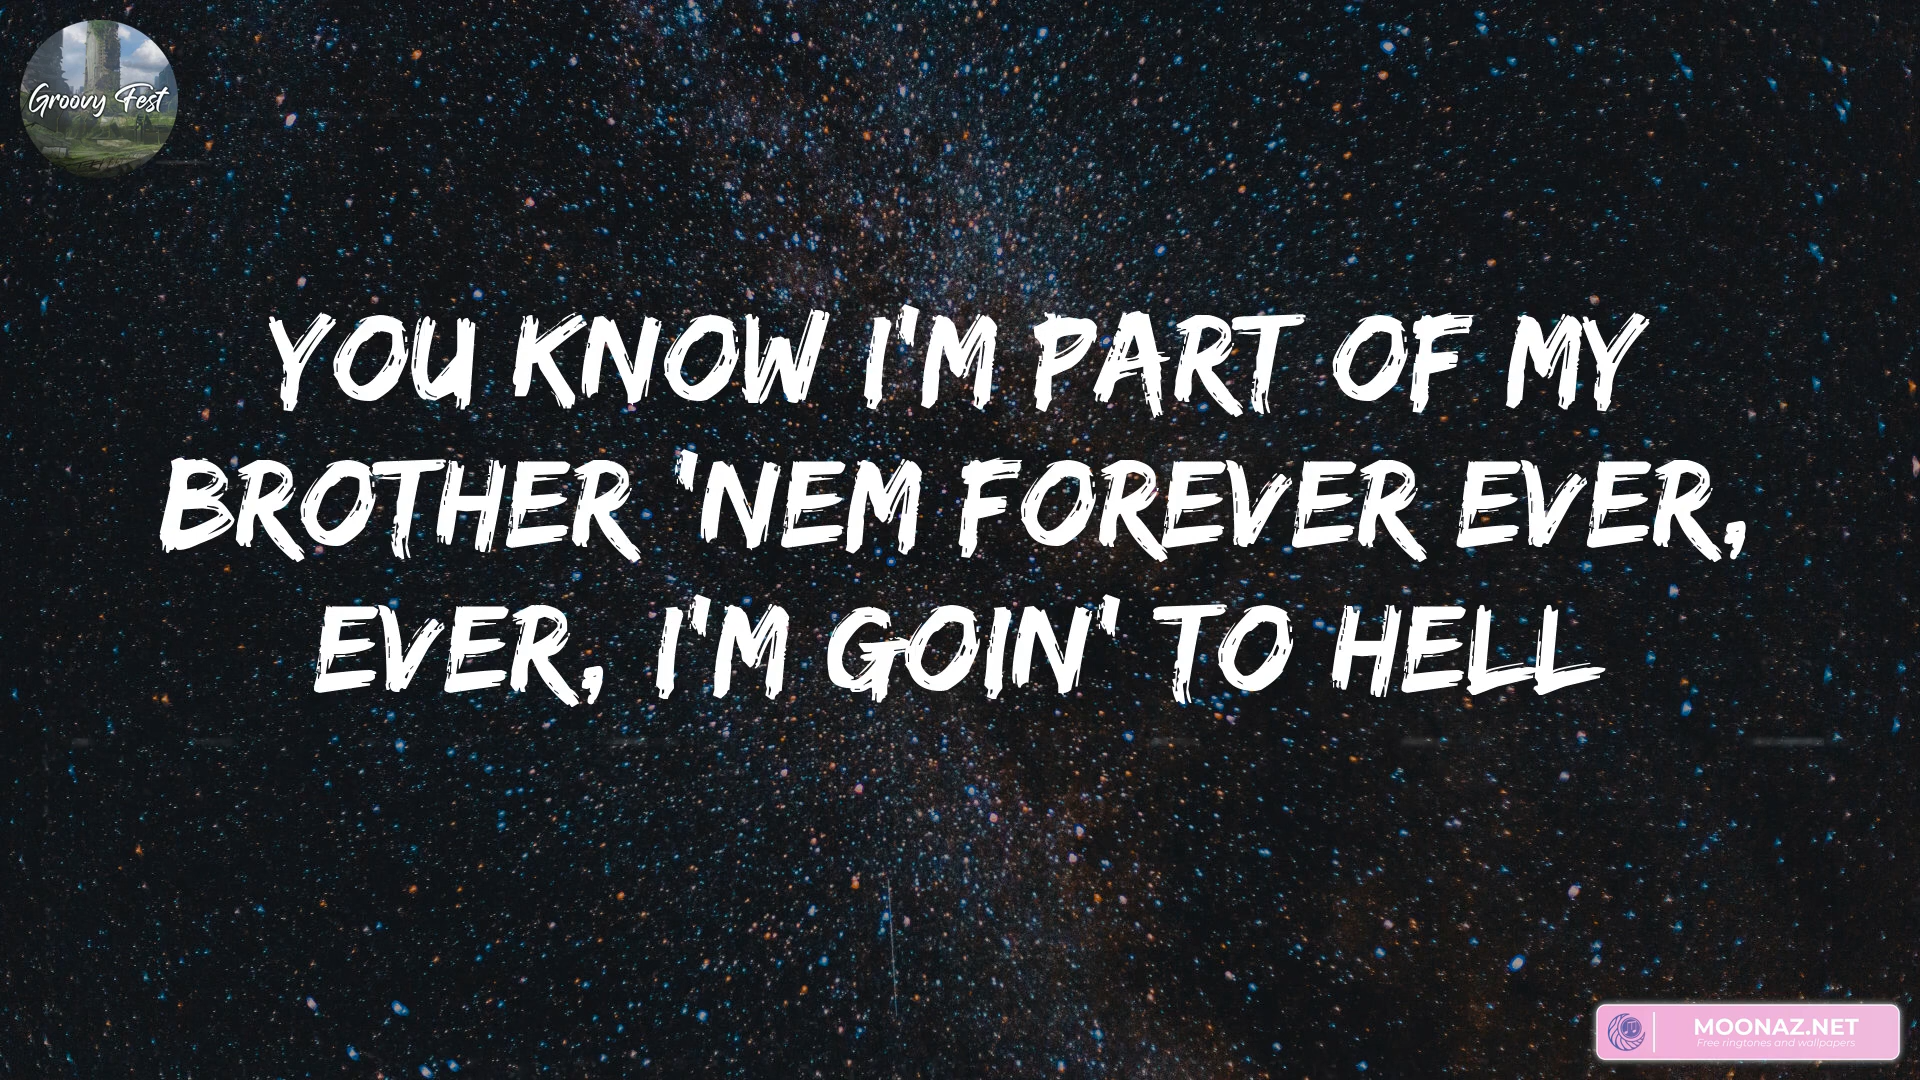 Groovy Fest
YOU KNOW I'M PART OF MY
BROTHER 'NEM FOREVER EVER,
EVER, I'M GOIN' TO HELL
MOONAZ.NET
Free ringtones and wallpapers